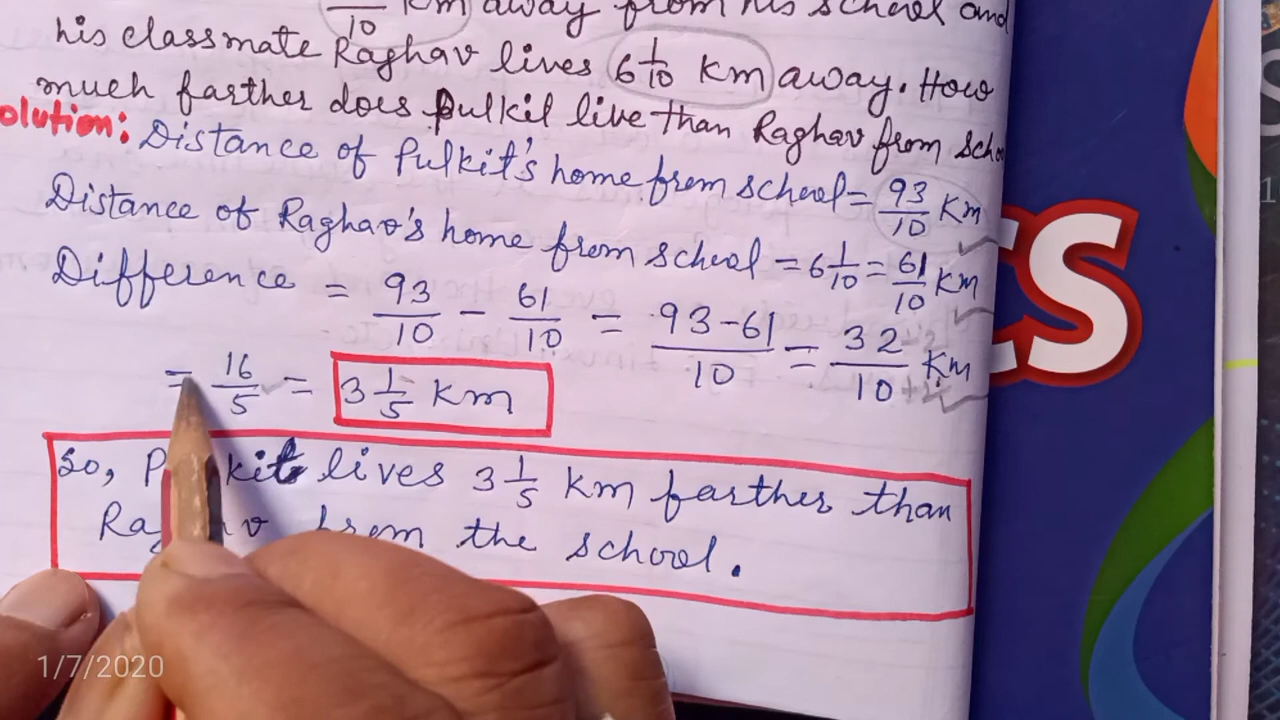 10 km away from his school and
his classmate Raghav lives 6 1/10 km away. How
much farther does Pulkit live than Raghav from scho
olution: Distance of Pulkit's home from school = 93/10 Km
Distance of Raghav's home from school = 6 1/10 = 61/10 Km
Difference = 93/10 - 61/10 = 93-61/10 = 32/10 Km
= 16/5 = 3 1/5 Km
So, P kit lives 3 1/5 Km farther than
Rag v from the school.
CS
1/7/2020